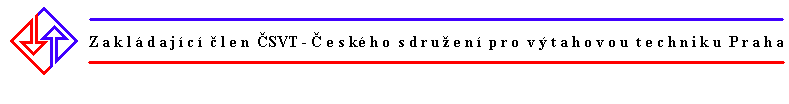 Zakládající člen ČSVT - Českého sdružení pro výtahovou techniku Praha